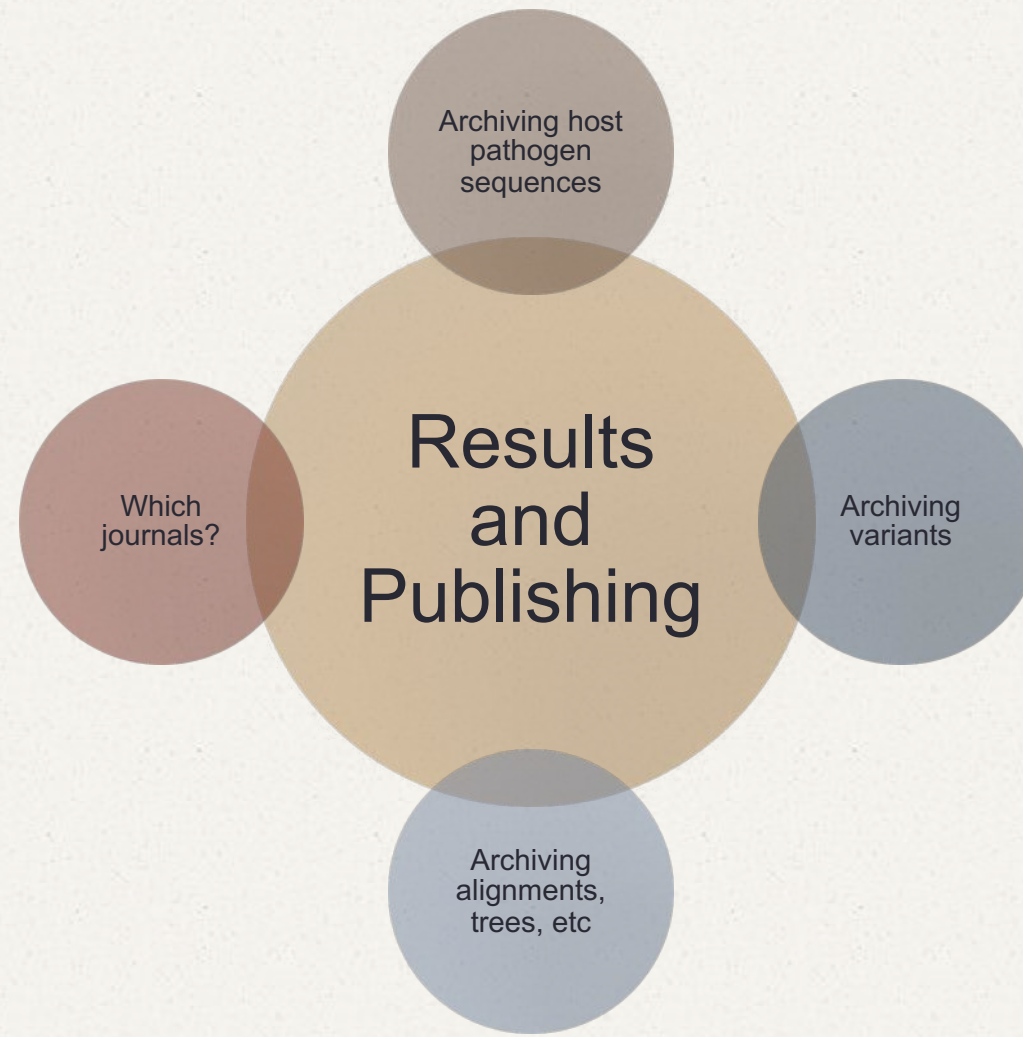 Archiving host
pathogen
sequences
Which
journals?
Results
and
Publishing
Archiving
variants
Archiving
alignments,
trees, etc